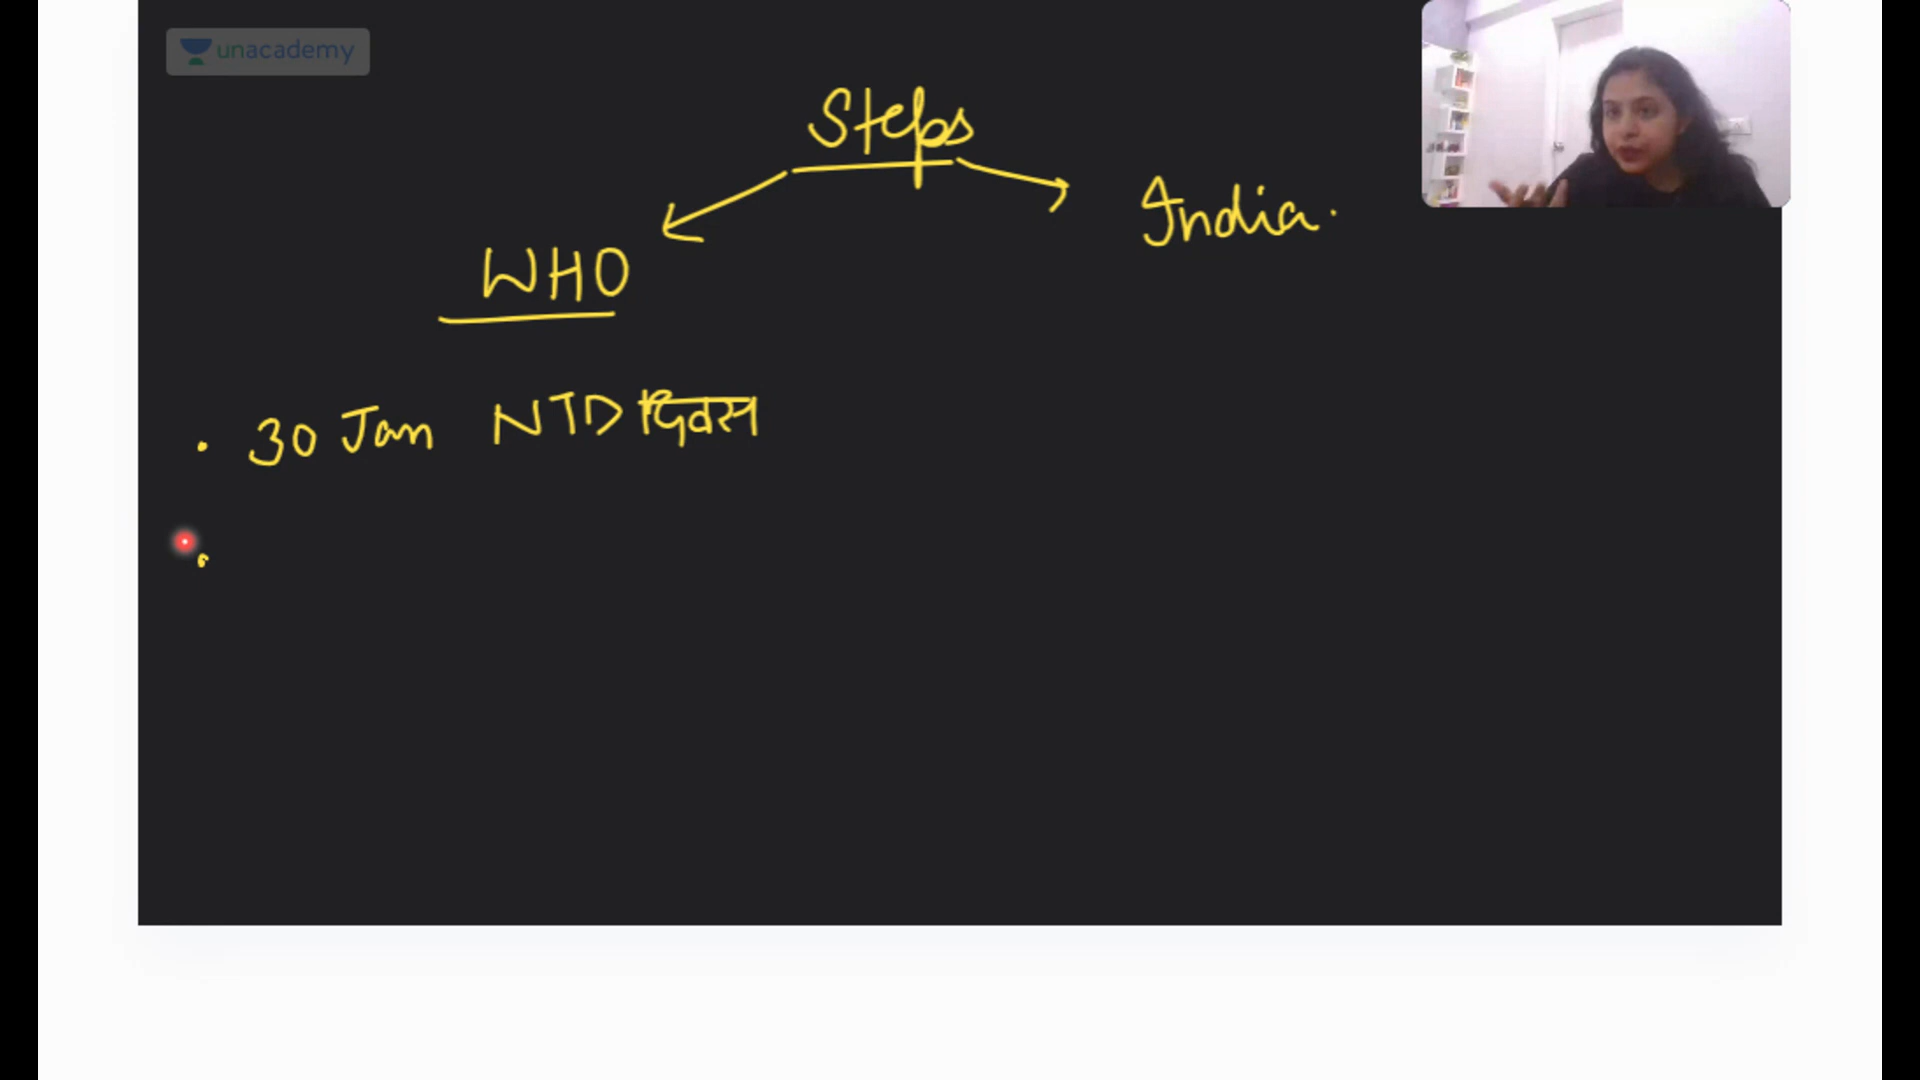 unacademy
Steps
India.
WHO
. 30 Jan NTD दिवस
.